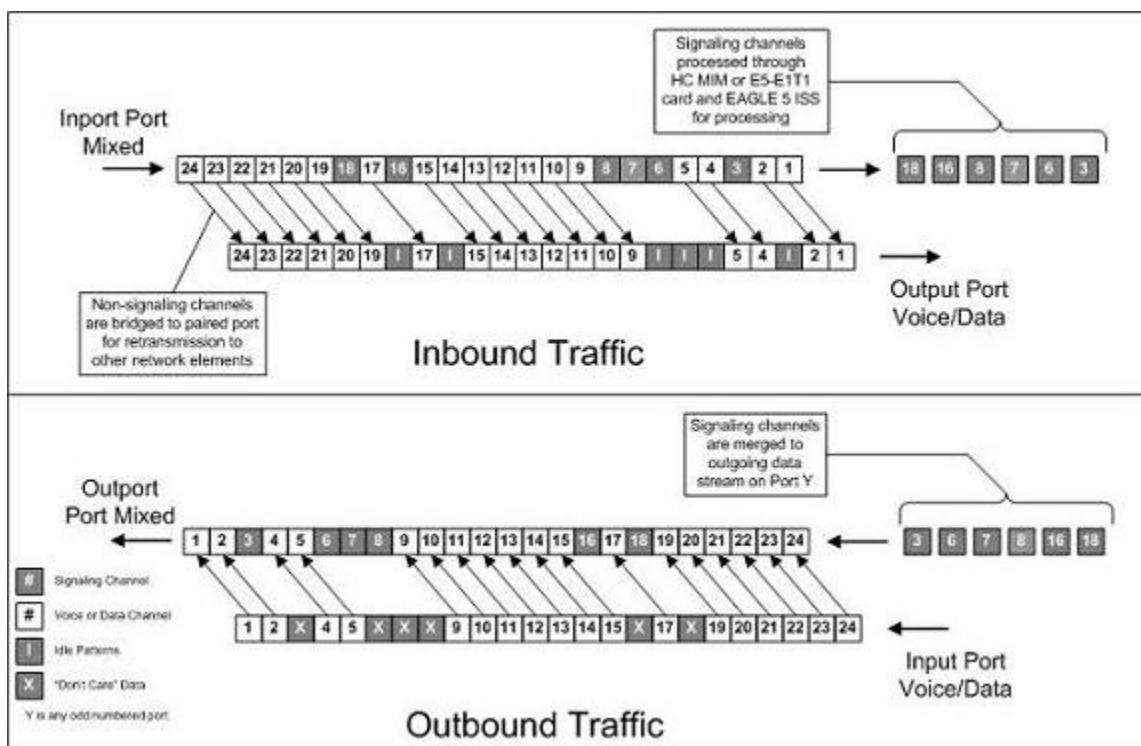 Signaling channels
processed through
HC MIM or E5-E1T1
card and EAGLE 5 ISS
for processing
Inport Port
Mixed
24 23 22 21 20 19 18 17 16 15 14 13 12 11 10 9 8 7 6 5 4 3 2 1
18 16 8 7 6 3
24 23 22 21 20 19 I 17 I 15 14 13 12 11 10 9 I I I 5 4 I 2 1
Output Port
Voice/Data
Non-signaling channels
are bridged to paired port
for retransmission to
other network elements
Inbound Traffic
Signaling channels
are merged to
outgoing data
stream on Port Y
Outport
Port Mixed
1 2 3 4 5 6 7 8 9 10 11 12 13 14 15 16 17 18 19 20 21 22 23 24
3 6 7 8 16 18
# Signaling Channel
# Voice or Data Channel
I Idle Patterns
X "Don't Care" Data
Y is any odd numbered port
1 2 X 4 5 X X X 9 10 11 12 13 14 15 X 17 X 19 20 21 22 23 24
Input Port
Voice/Data
Outbound Traffic